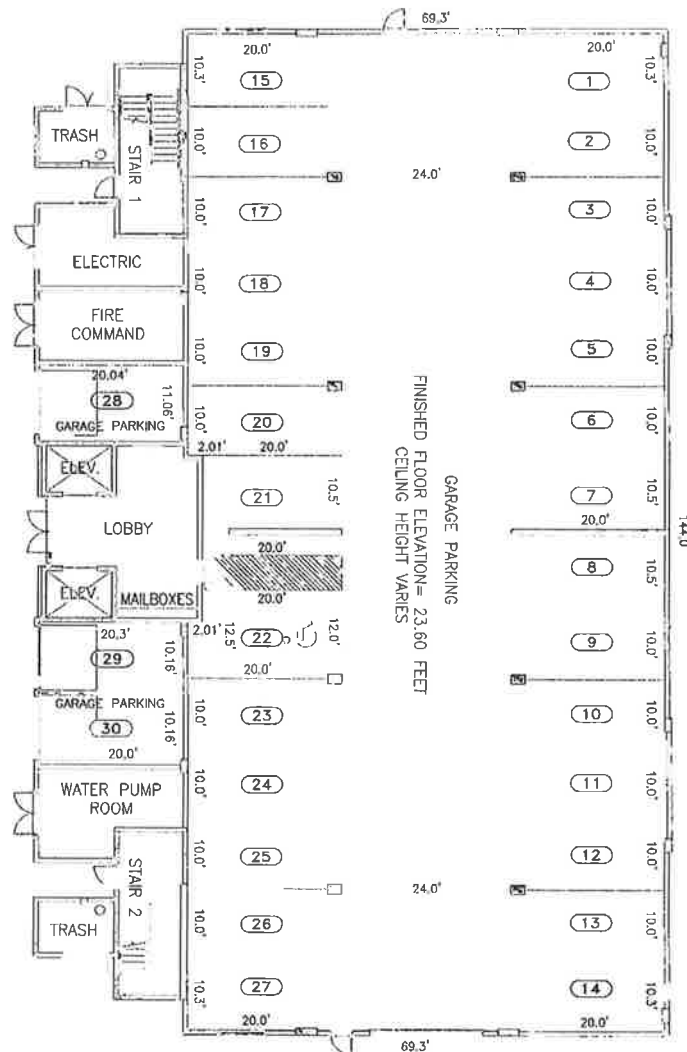 69.3'
20.0' 20.0'
10.3' 15 1 10.3'
TRASH
STAIR 1
10.0' 16 2 10.0'
24.0'
10.0' 17 3 10.0'
ELECTRIC
10.0' 18 4 10.0'
FIRE
COMMAND
10.0' 19 5 10.0'
20.04'
28
11.06'
GARAGE PARKING
10.0' 20 6 10.0'
2.01' 20.0'
ELEV.
21 10.5' 7 10.5'
LOBBY
20.0'
144.0'
20.0'
8 10.5'
ELEV.
MAILBOXES
20.0'
GARAGE PARKING
FINISHED FLOOR ELEVATION= 23.60 FEET
CEILING HEIGHT VARIES
2.01' 12.5' 22 12.0' 9 10.0'
20.3'
29
10.16'
20.0'
GARAGE PARKING
30
10.16'
20.0'
10.0' 23 10 10.0'
WATER PUMP
ROOM
10.0' 24 11 10.0'
10.0' 25 12 10.0'
STAIR 2
24.0'
TRASH
10.0' 26 13 10.0'
10.3' 27 14 10.3'
20.0' 20.0'
69.3'